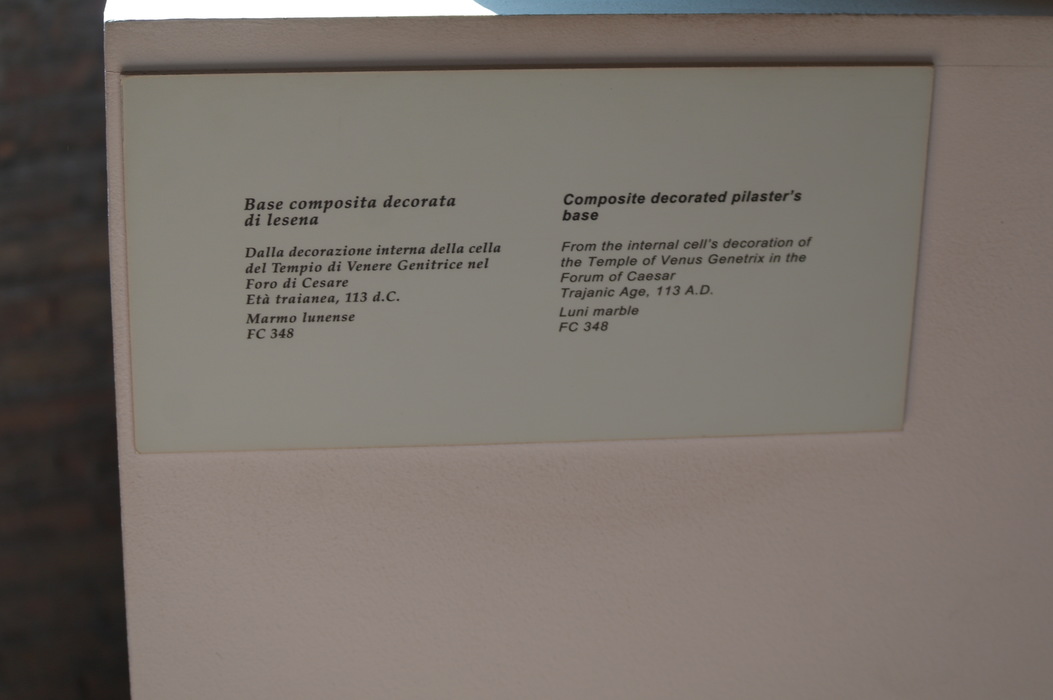 Base composita decorata
di lesena
Dalla decorazione interna della cella
del Tempio di Venere Genitrice nel
Foro di Cesare
Età traianea, 113 d.C.
Marmo lunense
FC 348
Composite decorated pilaster's
base
From the internal cell's decoration of
the Temple of Venus Genetrix in the
Forum of Caesar
Trajanic Age, 113 A.D.
Luni marble
FC 348